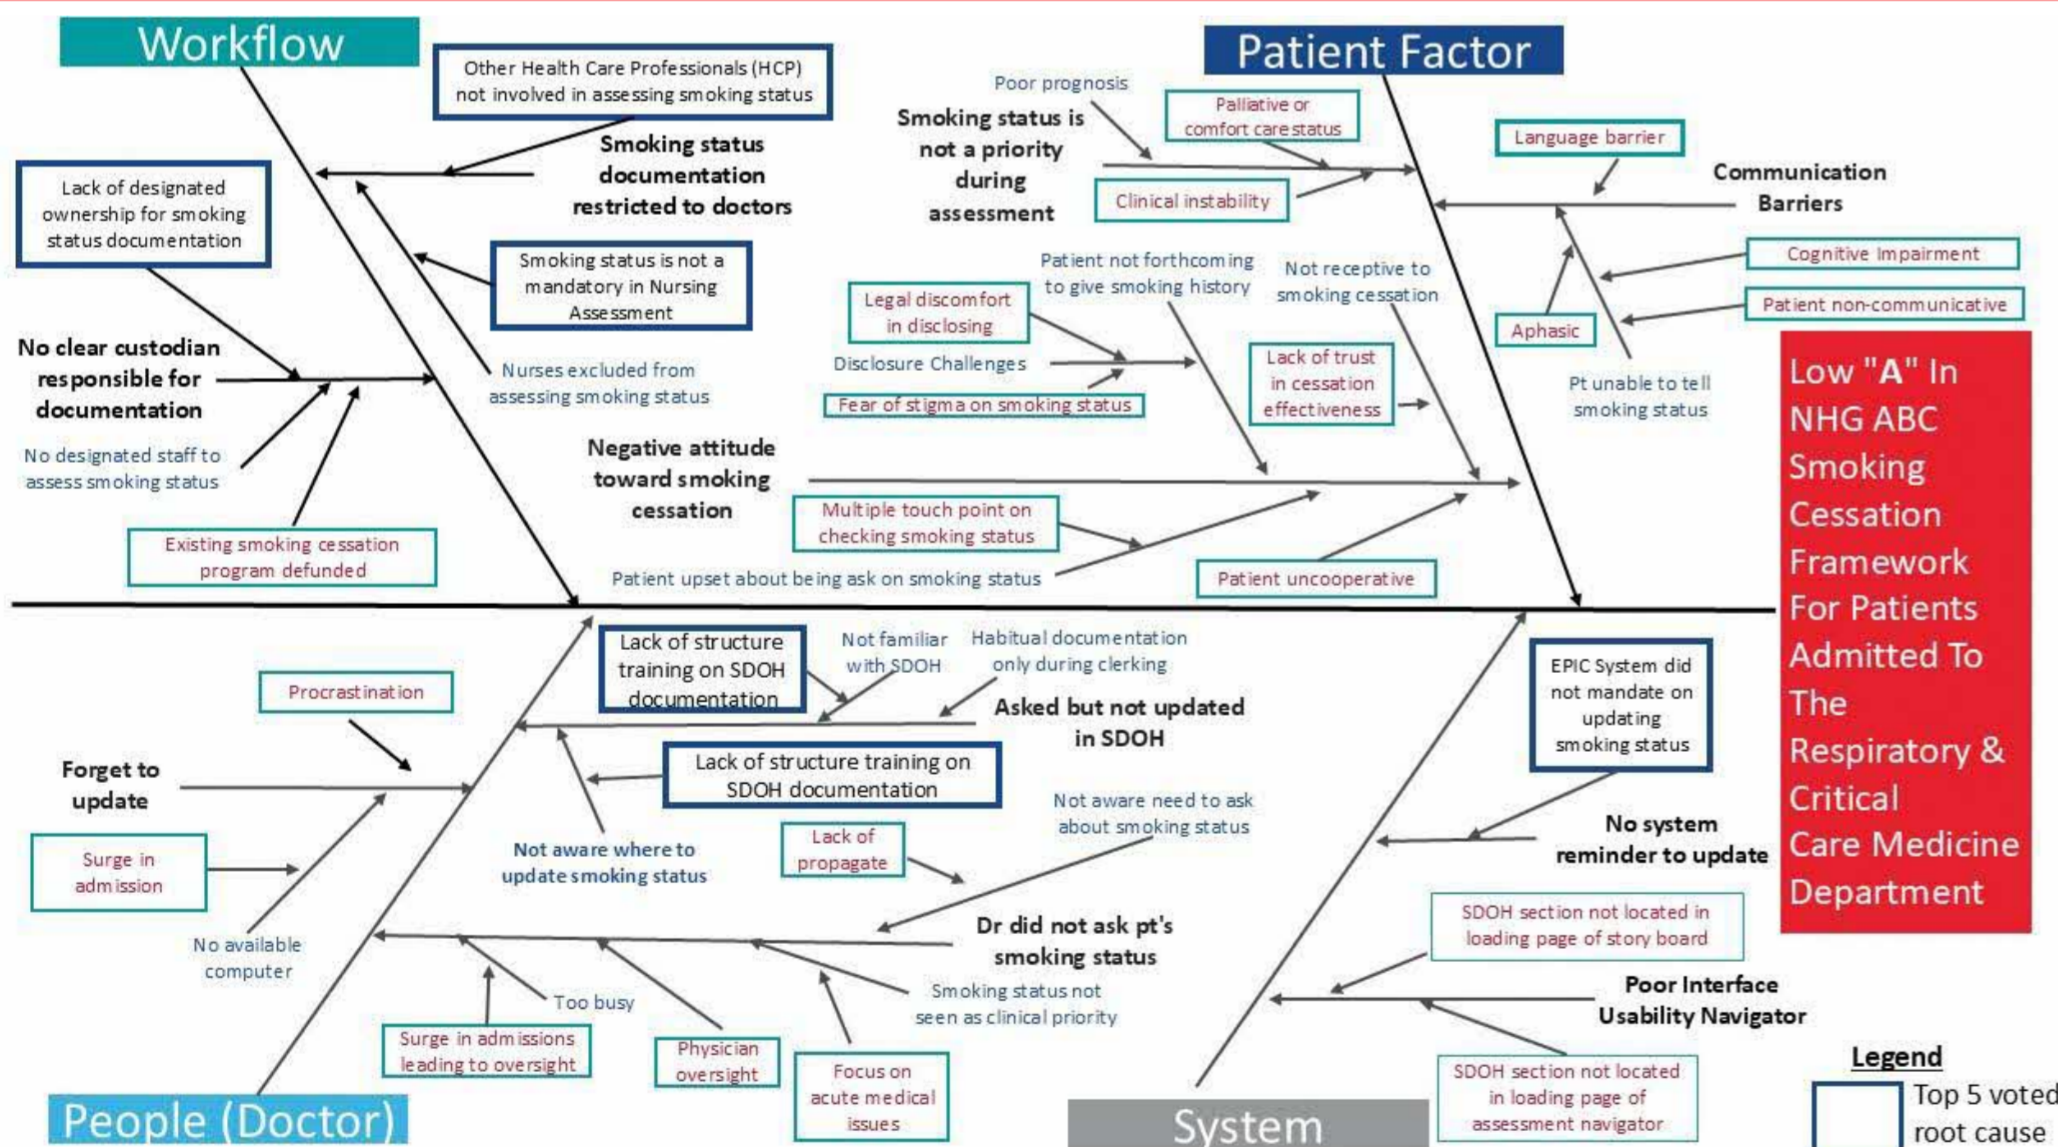 Workflow
Other Health Care Professionals (HCP)
not involved in assessing smoking status
Smoking status
documentation
restricted to doctors
Lack of designated
ownership for smoking
status documentation
Smoking status is not a
mandatory in Nursing
Assessment
No clear custodian
responsible for
documentation
Nurses excluded from
assessing smoking status
No designated staff to
assess smoking status
Existing smoking cessation
program defunded
Patient Factor
Poor prognosis
Smoking status is
not a priority
during
assessment
Palliative or
comfort care status
Clinical instability
Language barrier
Communication
Barriers
Cognitive Impairment
Patient non-communicative
Aphasic
Pt unable to tell
smoking status
Patient not forthcoming
to give smoking history
Not receptive to
smoking cessation
Legal discomfort
in disclosing
Disclosure Challenges
Fear of stigma on smoking status
Lack of trust
in cessation
effectiveness
Negative attitude
toward smoking
cessation
Multiple touch point on
checking smoking status
Patient upset about being ask on smoking status
Patient uncooperative
Low "A" In
NHG ABC
Smoking
Cessation
Framework
For Patients
Admitted To
The
Respiratory &
Critical
Care Medicine
Department
Lack of structure
training on SDOH
documentation
Not familiar
with SDOH
Habitual documentation
only during clerking
Asked but not updated
in SDOH
Procrastination
Forget to
update
Lack of structure training on
SDOH documentation
Not aware where to
update smoking status
Surge in
admission
No available
computer
Not aware need to ask
about smoking status
Lack of
propagate
Dr did not ask pt's
smoking status
Too busy
Smoking status not
seen as clinical priority
Surge in admissions
leading to oversight
Physician
oversight
Focus on
acute medical
issues
People (Doctor)
EPIC System did
not mandate on
updating
smoking status
No system
reminder to update
SDOH section not located in
loading page of story board
Poor Interface
Usability Navigator
SDOH section not located
in loading page of
assessment navigator
System
Legend
Top 5 voted
root cause